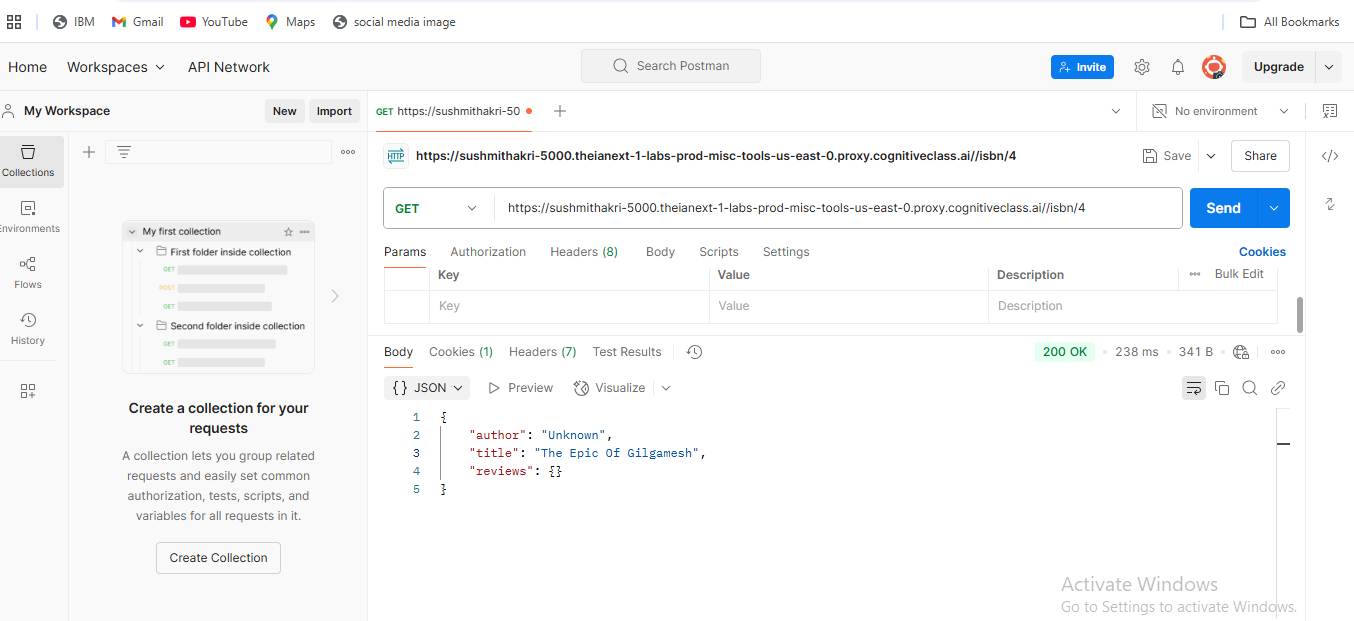 IBM Gmail YouTube Maps social media image All Bookmarks
Home Workspaces API Network Search Postman Invite Upgrade
My Workspace New Import GET https://sushmithakri-50 No environment
Collections
HTTP https://sushmithakri-5000.theianext-1-labs-prod-misc-tools-us-east-0.proxy.cognitiveclass.ai//isbn/4 Save Share
GET https://sushmithakri-5000.theianext-1-labs-prod-misc-tools-us-east-0.proxy.cognitiveclass.ai//isbn/4 Send
Environments
My first collection
First folder inside collection
GET
POST
GET
Second folder inside collection
GET
GET
Flows
History
Params Authorization Headers (8) Body Scripts Settings Cookies
Key Value Description Bulk Edit
Key Value Description
Body Cookies (1) Headers (7) Test Results 200 OK 238 ms 341 B
{} JSON Preview Visualize
1 {
2 "author": "Unknown",
3 "title": "The Epic Of Gilgamesh",
4 "reviews": {}
5 }
Create a collection for your
requests
A collection lets you group related
requests and easily set common
authorization, tests, scripts, and
variables for all requests in it.
Create Collection
Activate Windows
Go to Settings to activate Windows.